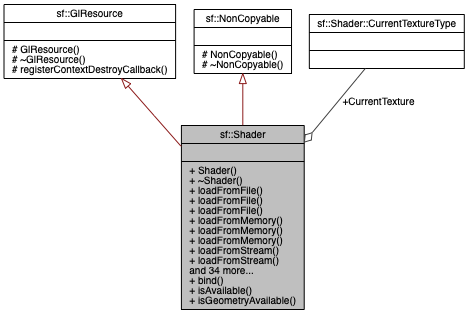 sf::GlResource
# GlResource()
# ~GlResource()
# registerContextDestroyCallback()
sf::NonCopyable
# NonCopyable()
# ~NonCopyable()
sf::Shader::CurrentTextureType
+CurrentTexture
sf::Shader
+ Shader()
+ ~Shader()
+ loadFromFile()
+ loadFromFile()
+ loadFromFile()
+ loadFromMemory()
+ loadFromMemory()
+ loadFromMemory()
+ loadFromStream()
+ loadFromStream()
and 34 more...
+ bind()
+ isAvailable()
+ isGeometryAvailable()